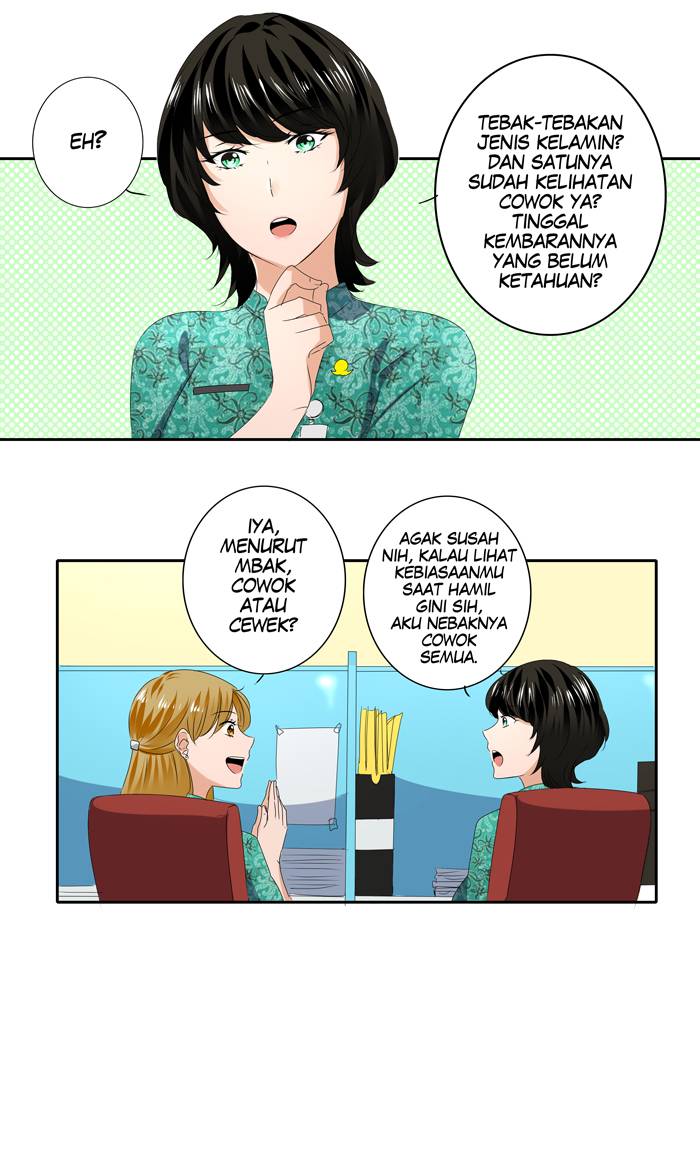 EH?
TEBAK-TEBAKAN
JENIS KELAMIN?
DAN SATUNYA
SUDAH KELIHATAN
COWOK YA?
TINGGAL
KEMBARANNYA
YANG BELUM
KETAHUAN?
IYA,
MENURUT
MBAK,
COWOK
ATAU
CEWEK?
AGAK SUSAH
NIH, KALAU LIHAT
KEBIASAANMU
SAAT HAMIL
GINI SIH,
AKU NEBAKNYA
COWOK
SEMUA.